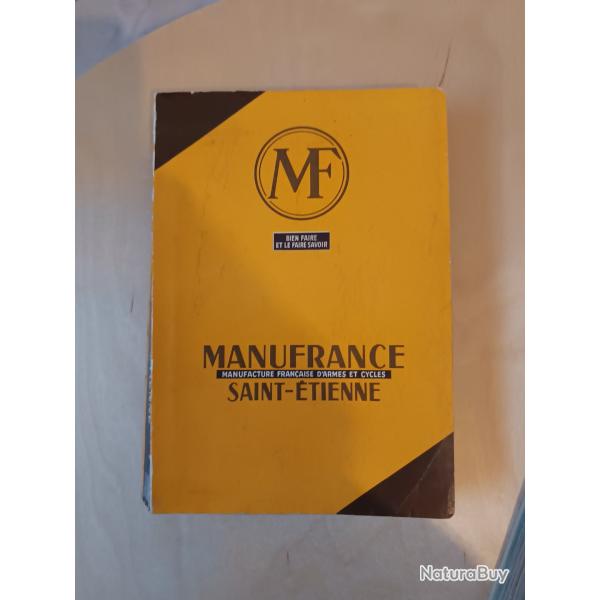 MF
BIEN FAIRE
ET LE FAIRE SAVOIR
MANUFRANCE
MANUFACTURE FRANÇAISE D'ARMES ET CYCLES
SAINT-ÉTIENNE
NaturaBuy